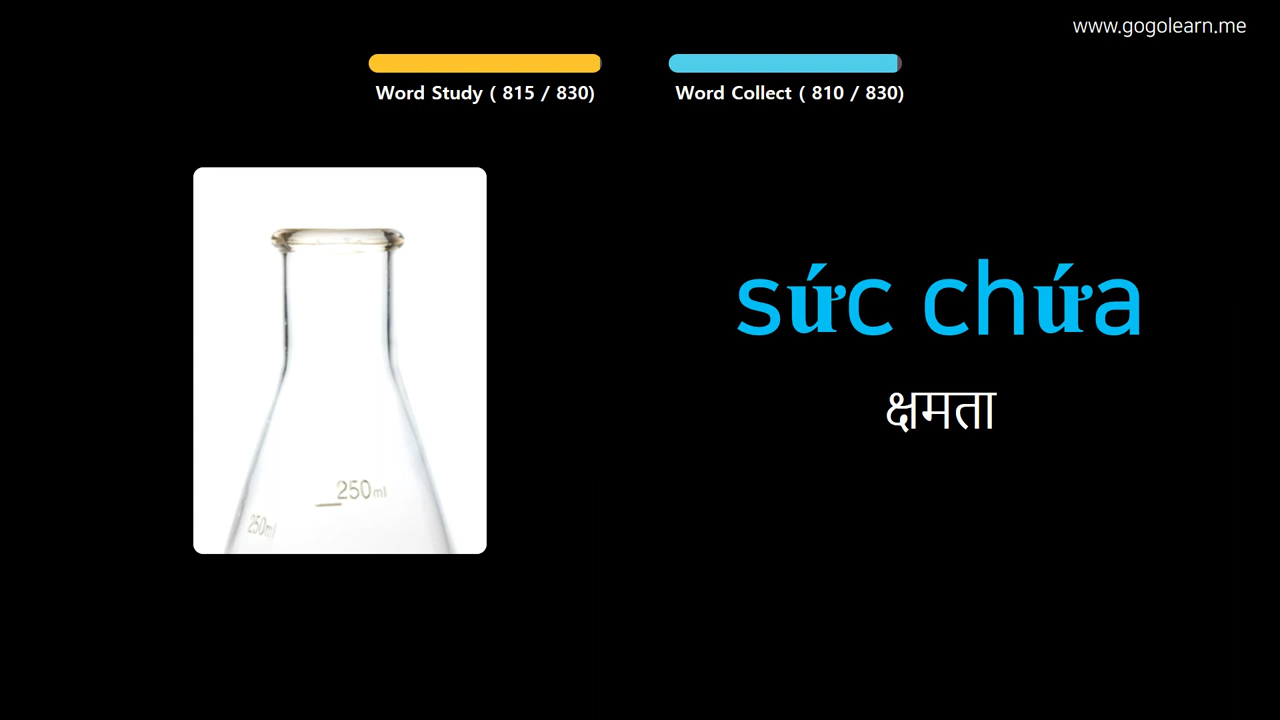 www.gogolearn.me
Word Study ( 815 / 830)
Word Collect ( 810 / 830)
sức chứa
क्षमता
250ml
250ml